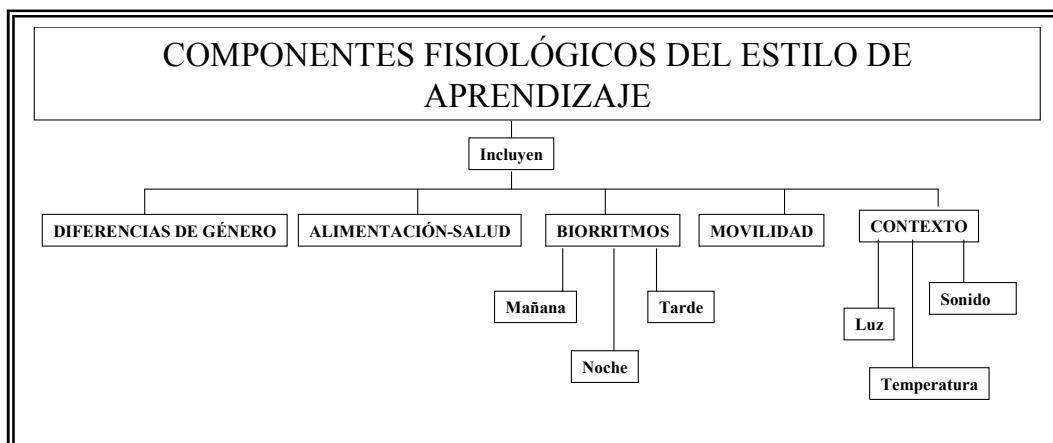 COMPONENTES FISIOLÓGICOS DEL ESTILO DE
APRENDIZAJE
Incluyen
DIFERENCIAS DE GÉNERO
ALIMENTACIÓN-SALUD
BIORRITMOS
MOVILIDAD
CONTEXTO
Mañana
Tarde
Noche
Luz
Sonido
Temperatura